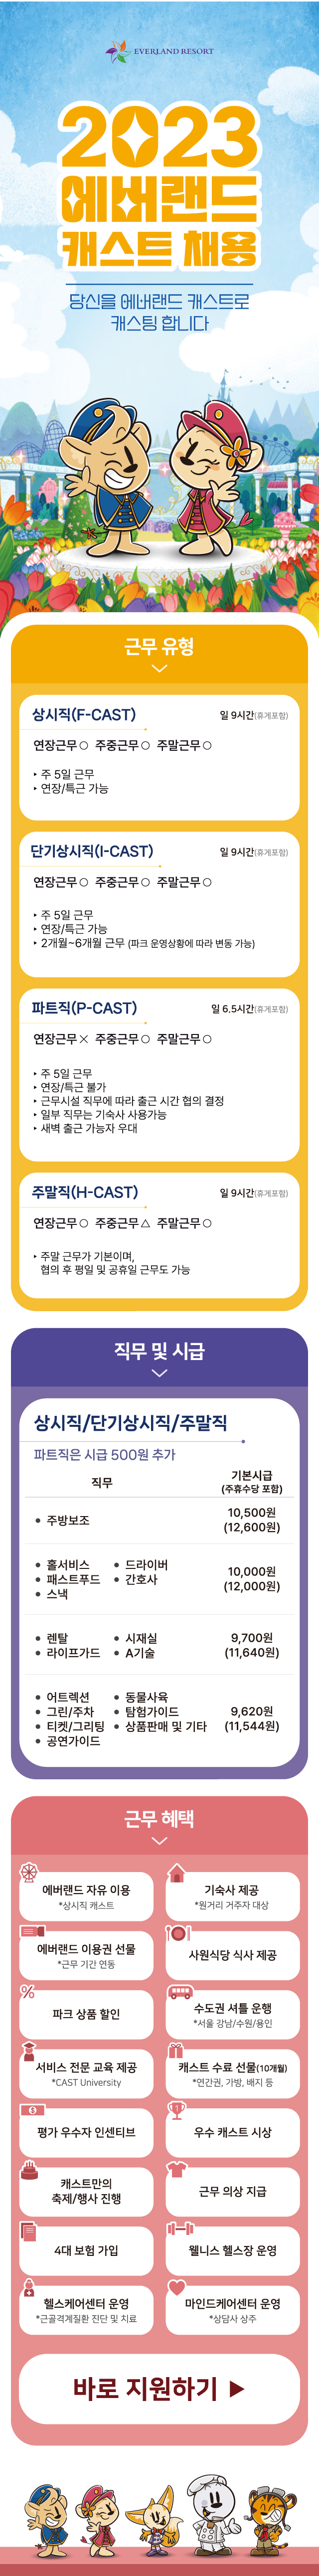 EVERLAND RESORT
2023
에버랜드
캐스트 채용
당신을 에버랜드 캐스트로
캐스팅 합니다
근무 유형
상시직(F-CAST) 일 9시간(휴게포함)
연장근무○ 주중근무○ 주말근무○
▸ 주 5일 근무
▸ 연장/특근 가능
단기상시직(I-CAST) 일 9시간(휴게포함)
연장근무○ 주중근무○ 주말근무○
▸ 주 5일 근무
▸ 연장/특근 가능
▸ 2개월~6개월 근무 (파크 운영상황에 따라 변동 가능)
파트직(P-CAST) 일 6.5시간(휴게포함)
연장근무× 주중근무○ 주말근무○
▸ 주 5일 근무
▸ 연장/특근 불가
▸ 근무시설 직무에 따라 출근 시간 협의 결정
▸ 일부 직무는 기숙사 사용가능
▸ 새벽 출근 가능자 우대
주말직(H-CAST) 일 9시간(휴게포함)
연장근무○ 주중근무△ 주말근무○
▸ 주말 근무가 기본이며,
협의 후 평일 및 공휴일 근무도 가능
직무 및 시급
상시직/단기상시직/주말직
파트직은 시급 500원 추가
직무 기본시급
(주휴수당 포함)
● 주방보조 10,500원
(12,600원)
● 홀서비스 ● 드라이버
● 패스트푸드 ● 간호사
● 스낵
10,000원
(12,000원)
● 렌탈 ● 시재실 9,700원
● 라이프가드 ● A기술 (11,640원)
● 어트렉션 ● 동물사육
● 그린/주차 ● 탐험가이드 9,620원
● 티켓/그리팅 ● 상품판매 및 기타 (11,544원)
● 공연가이드
근무 혜택
에버랜드 자유 이용
*상시직 캐스트
기숙사 제공
*원거리 거주자 대상
에버랜드 이용권 선물
*근무 기간 연동
사원식당 식사 제공
%
파크 상품 할인
수도권 셔틀 운행
*서울 강남/수원/용인
서비스 전문 교육 제공
*CAST University
캐스트 수료 선물(10개월)
*연간권, 가방, 배지 등
$
평가 우수자 인센티브
1
우수 캐스트 시상
캐스트만의
축제/행사 진행
근무 의상 지급
4대 보험 가입
웰니스 헬스장 운영
헬스케어센터 운영
*근골격계질환 진단 및 치료
마인드케어센터 운영
*상담사 상주
바로 지원하기 ▶